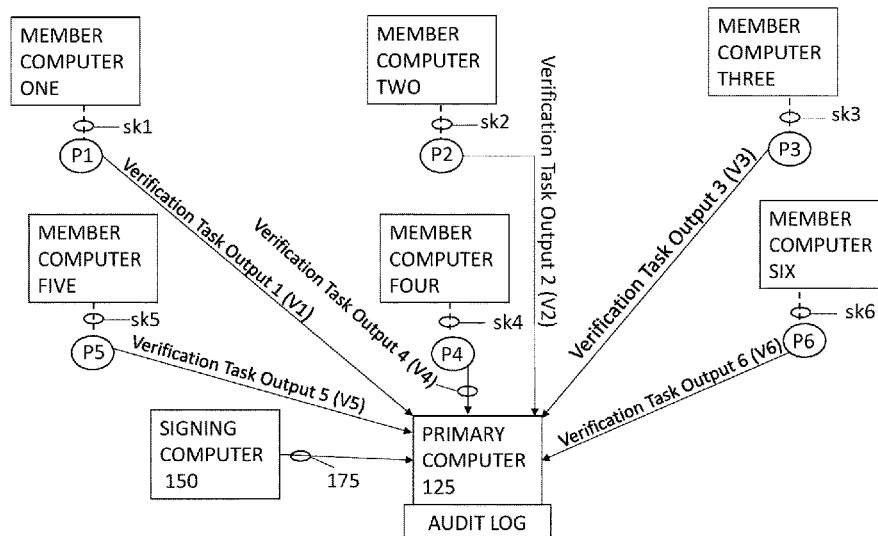 MEMBER
COMPUTER
ONE
MEMBER
COMPUTER
TWO
MEMBER
COMPUTER
THREE
sk1
sk2
sk3
P1
P2
P3
Verification Task Output 1 (V1)
Verification Task Output 2 (V2)
Verification Task Output 3 (V3)
MEMBER
COMPUTER
FIVE
MEMBER
COMPUTER
FOUR
MEMBER
COMPUTER
SIX
sk5
sk4
sk6
P5
P4
P6
Verification Task Output 5 (V5)
Verification Task Output 4 (V4)
Verification Task Output 6 (V6)
SIGNING
COMPUTER
150
175
PRIMARY
COMPUTER
125
AUDIT LOG